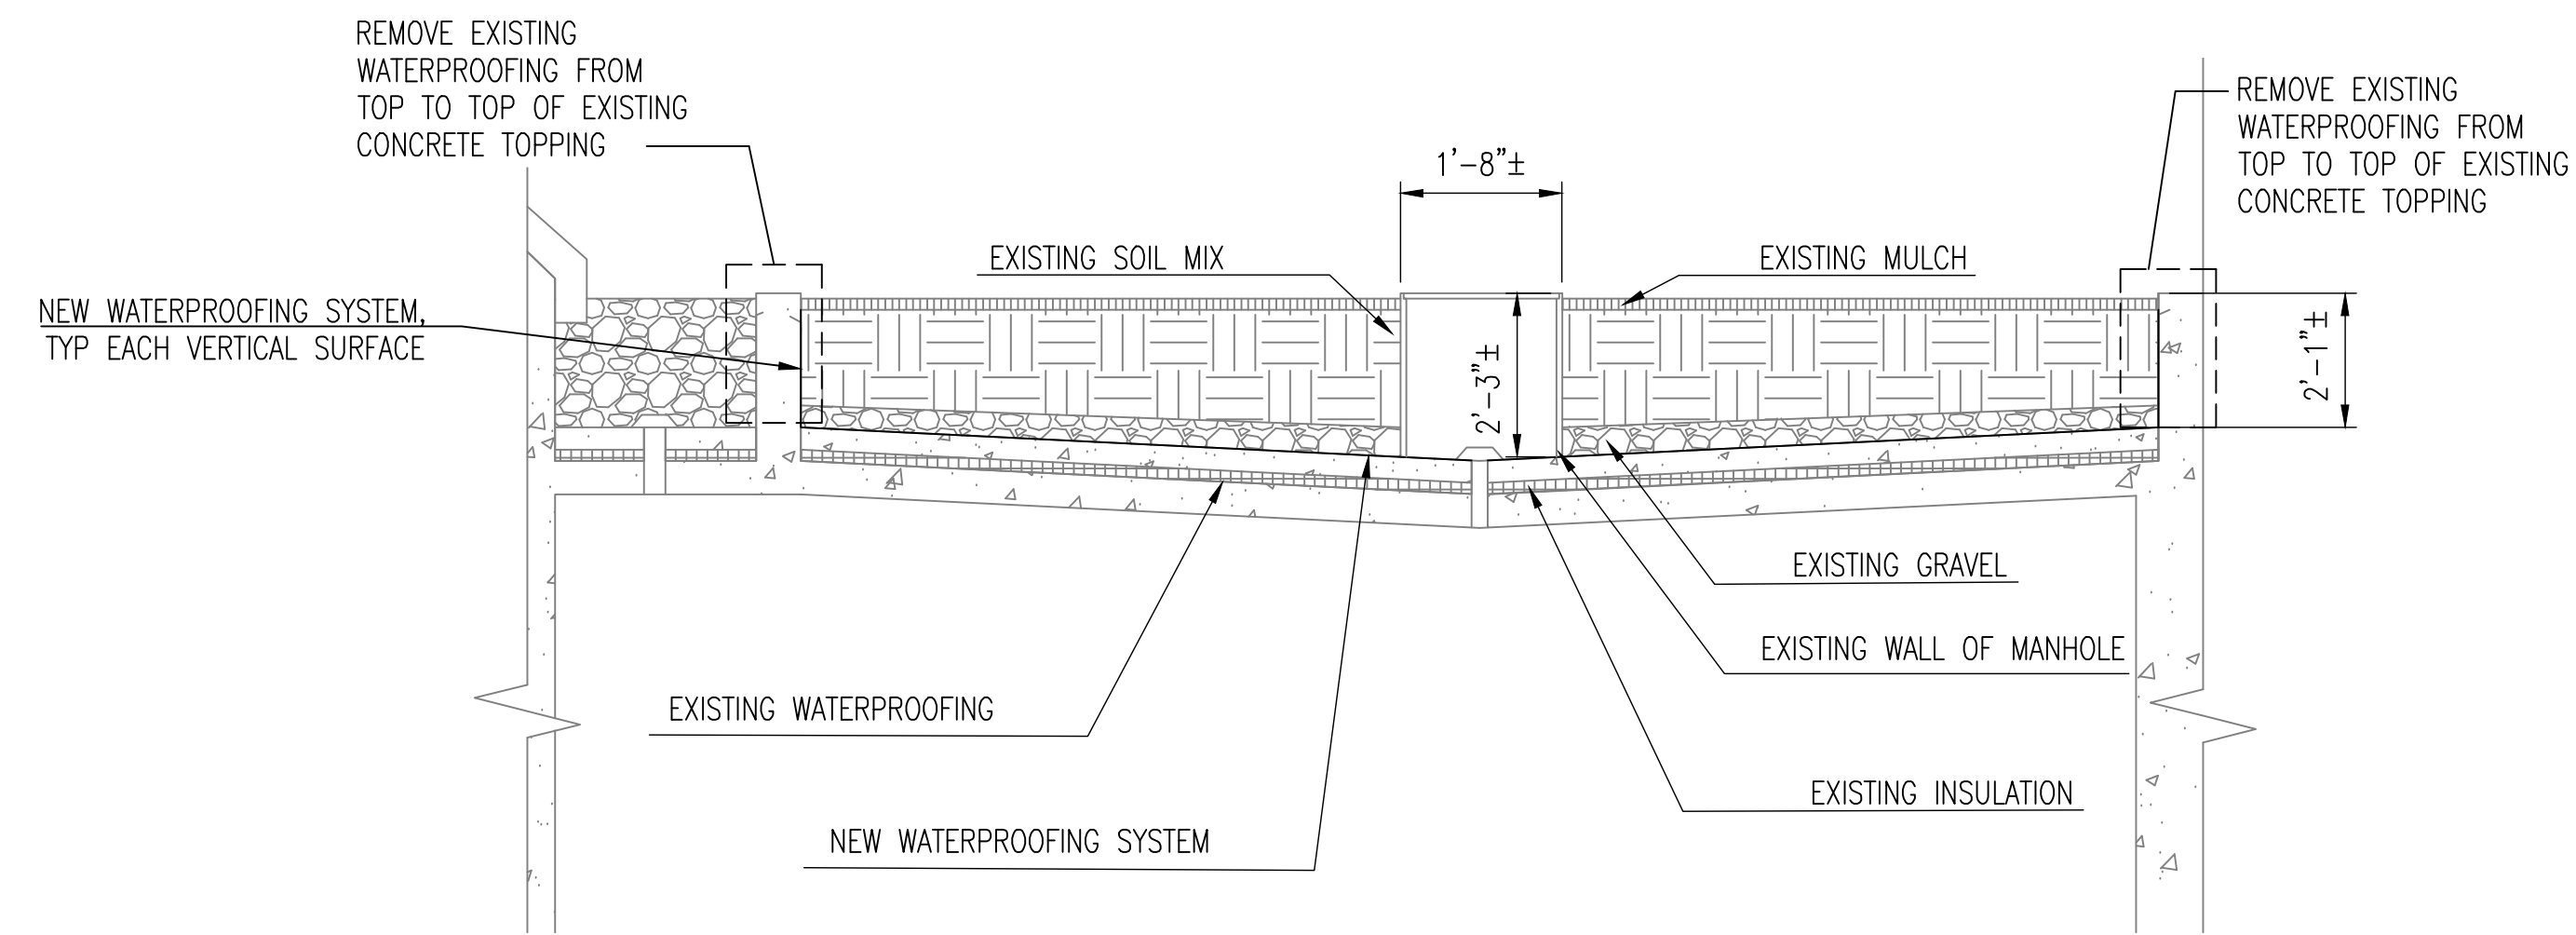 REMOVE EXISTING
WATERPROOFING FROM
TOP TO TOP OF EXISTING
CONCRETE TOPPING
REMOVE EXISTING
WATERPROOFING FROM
TOP TO TOP OF EXISTING
CONCRETE TOPPING
1'-8"±
EXISTING SOIL MIX
EXISTING MULCH
NEW WATERPROOFING SYSTEM,
TYP EACH VERTICAL SURFACE
2'-3"±
2'-1"±
EXISTING GRAVEL
EXISTING WALL OF MANHOLE
EXISTING WATERPROOFING
EXISTING INSULATION
NEW WATERPROOFING SYSTEM